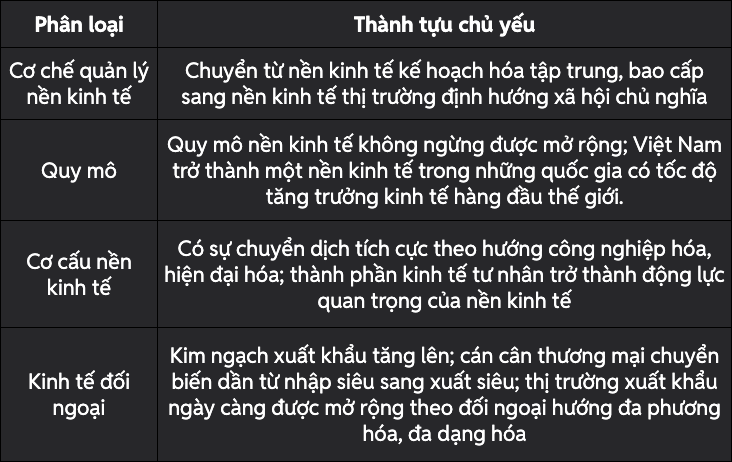 Phân loại
Thành tựu chủ yếu
Cơ chế quản lý
nền kinh tế
Chuyển từ nền kinh tế kế hoạch hóa tập trung, bao cấp
sang nền kinh tế thị trường định hướng xã hội chủ nghĩa
Quy mô
Quy mô nền kinh tế không ngừng được mở rộng; Việt Nam
trở thành một nền kinh tế trong những quốc gia có tốc độ
tăng trưởng kinh tế hàng đầu thế giới.
Cơ cấu nền
kinh tế
Có sự chuyển dịch tích cực theo hướng công nghiệp hóa,
hiện đại hóa; thành phần kinh tế tư nhân trở thành động lực
quan trọng của nền kinh tế
Kinh tế đối
ngoại
Kim ngạch xuất khẩu tăng lên; cán cân thương mại chuyển
biến dần từ nhập siêu sang xuất siêu; thị trường xuất khẩu
ngày càng được mở rộng theo đối ngoại hướng đa phương
hóa, đa dạng hóa